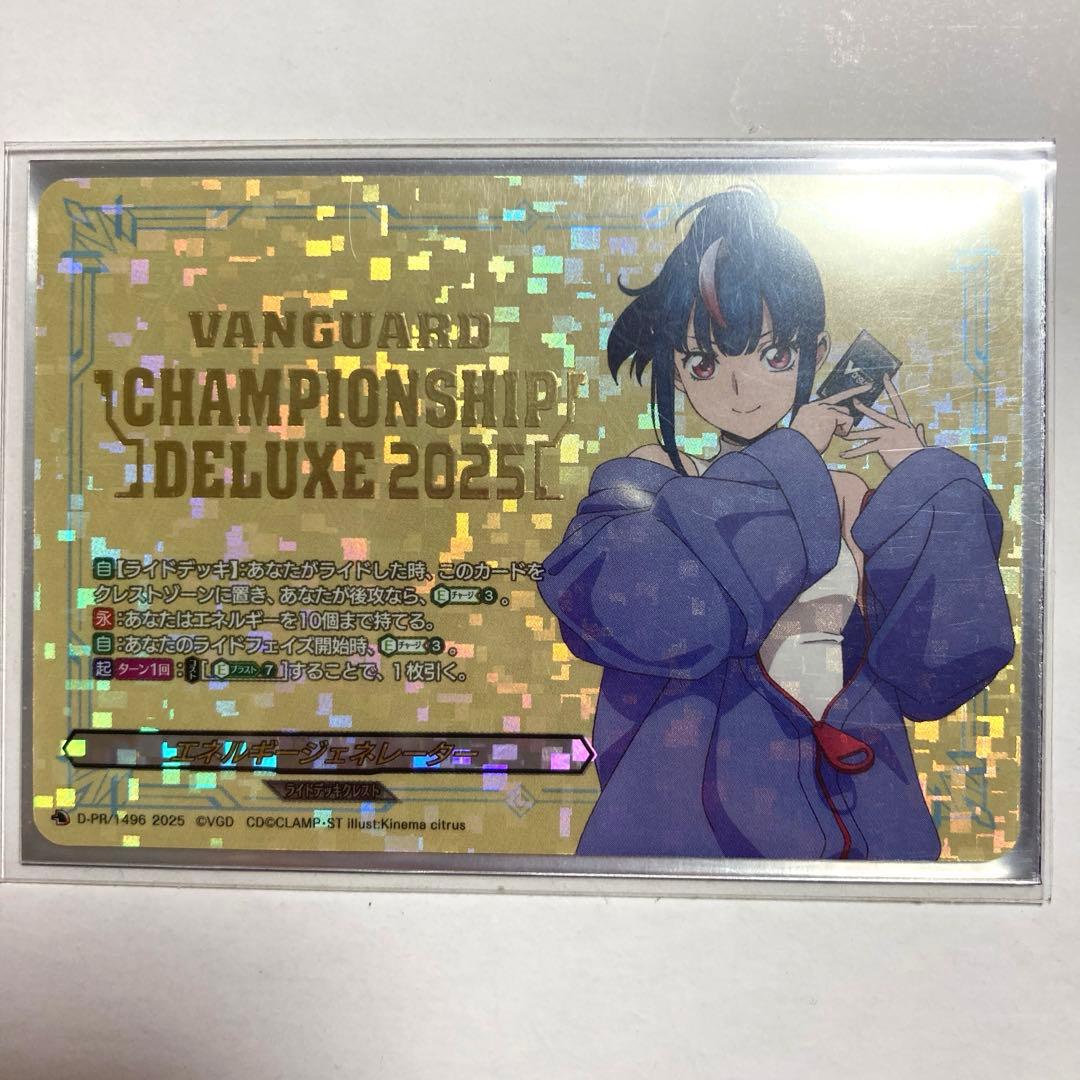 VANGUARD
CHAMPIONSHIP
DELUXE 2025
自【ライドデッキ】:あなたがライドした時、このカードを
クレストゾーンに置き、あなたが後攻なら、Eチャージ3。
永:あなたはエネルギーを10個まで持てる。
自:あなたのライドフェイズ開始時、Eチャージ3。
起ターン1回:コスト[Eブラスト7]することで、1枚引く。
エネルギージェネレーター
ライドデッキクレスト
D-PR/1496 2025 ©VGD CD©CLAMP・ST illust:Kinema citrus